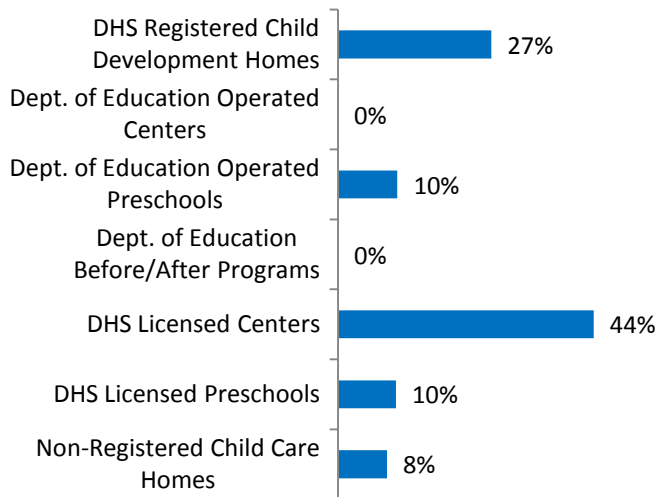 DHS Registered Child
Development Homes
27%
Dept. of Education Operated
Centers
0%
Dept. of Education Operated
Preschools
10%
Dept. of Education
Before/After Programs
0%
DHS Licensed Centers
44%
DHS Licensed Preschools
10%
Non-Registered Child Care
Homes
8%